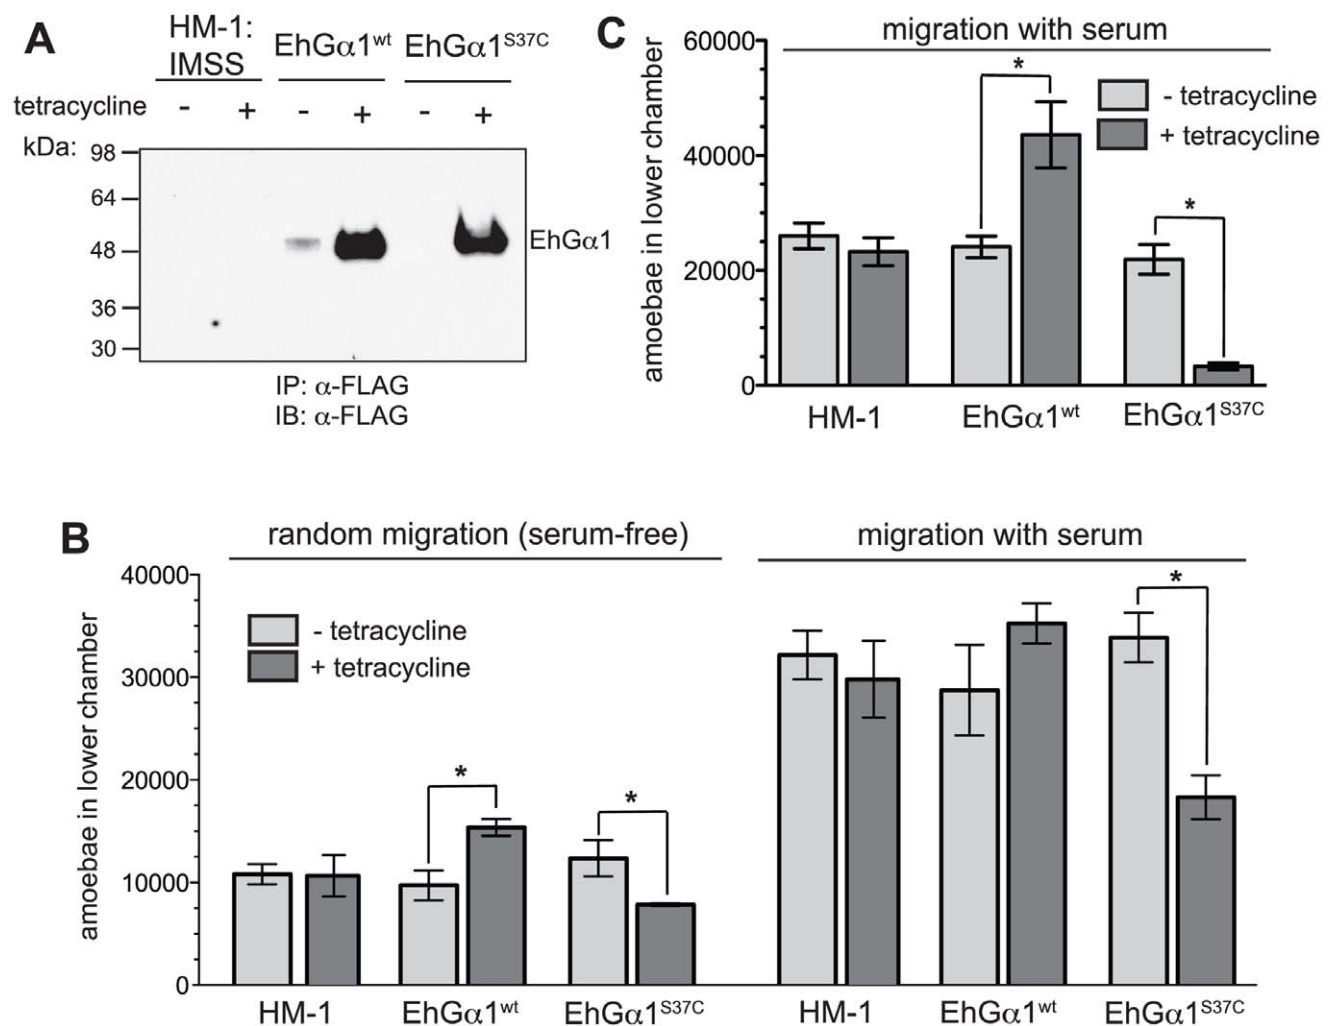 A
HM-1:
IMSS
EhGα1wt
EhGα1S37C
tetracycline
-
+
-
+
-
+
kDa:
98
64
48
36
30
EhGα1
IP: α-FLAG
IB: α-FLAG
C
migration with serum
amoebae in lower chamber
60000
40000
20000
0
*
*
- tetracycline
+ tetracycline
HM-1
EhGα1wt
EhGα1S37C
B
random migration (serum-free)
migration with serum
amoebae in lower chamber
40000
30000
20000
10000
0
- tetracycline
+ tetracycline
*
*
*
HM-1
EhGα1wt
EhGα1S37C
HM-1
EhGα1wt
EhGα1S37C